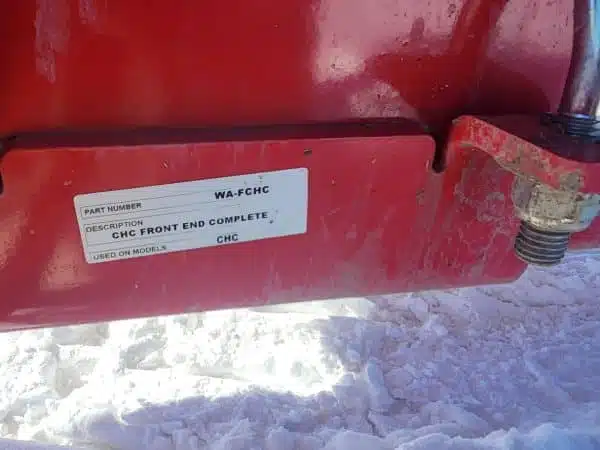 PART NUMBER WA-FCHC
DESCRIPTION
CHC FRONT END COMPLETE
USED ON MODELS CHC